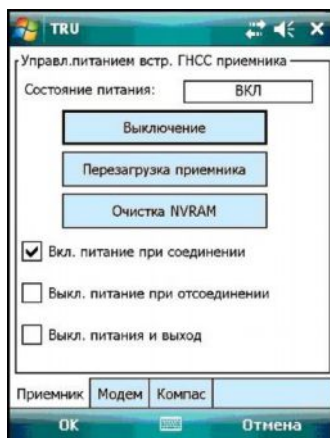 TRU
Управл.питанием встр. ГНСС приемника
Состояние питания: ВКЛ
Выключение
Перезагрузка приемника
Очистка NVRAM
Вкл. питание при соединении
Выкл. питание при отсоединении
Выкл. питания и выход
Приемник Модем Компас
OK Отмена